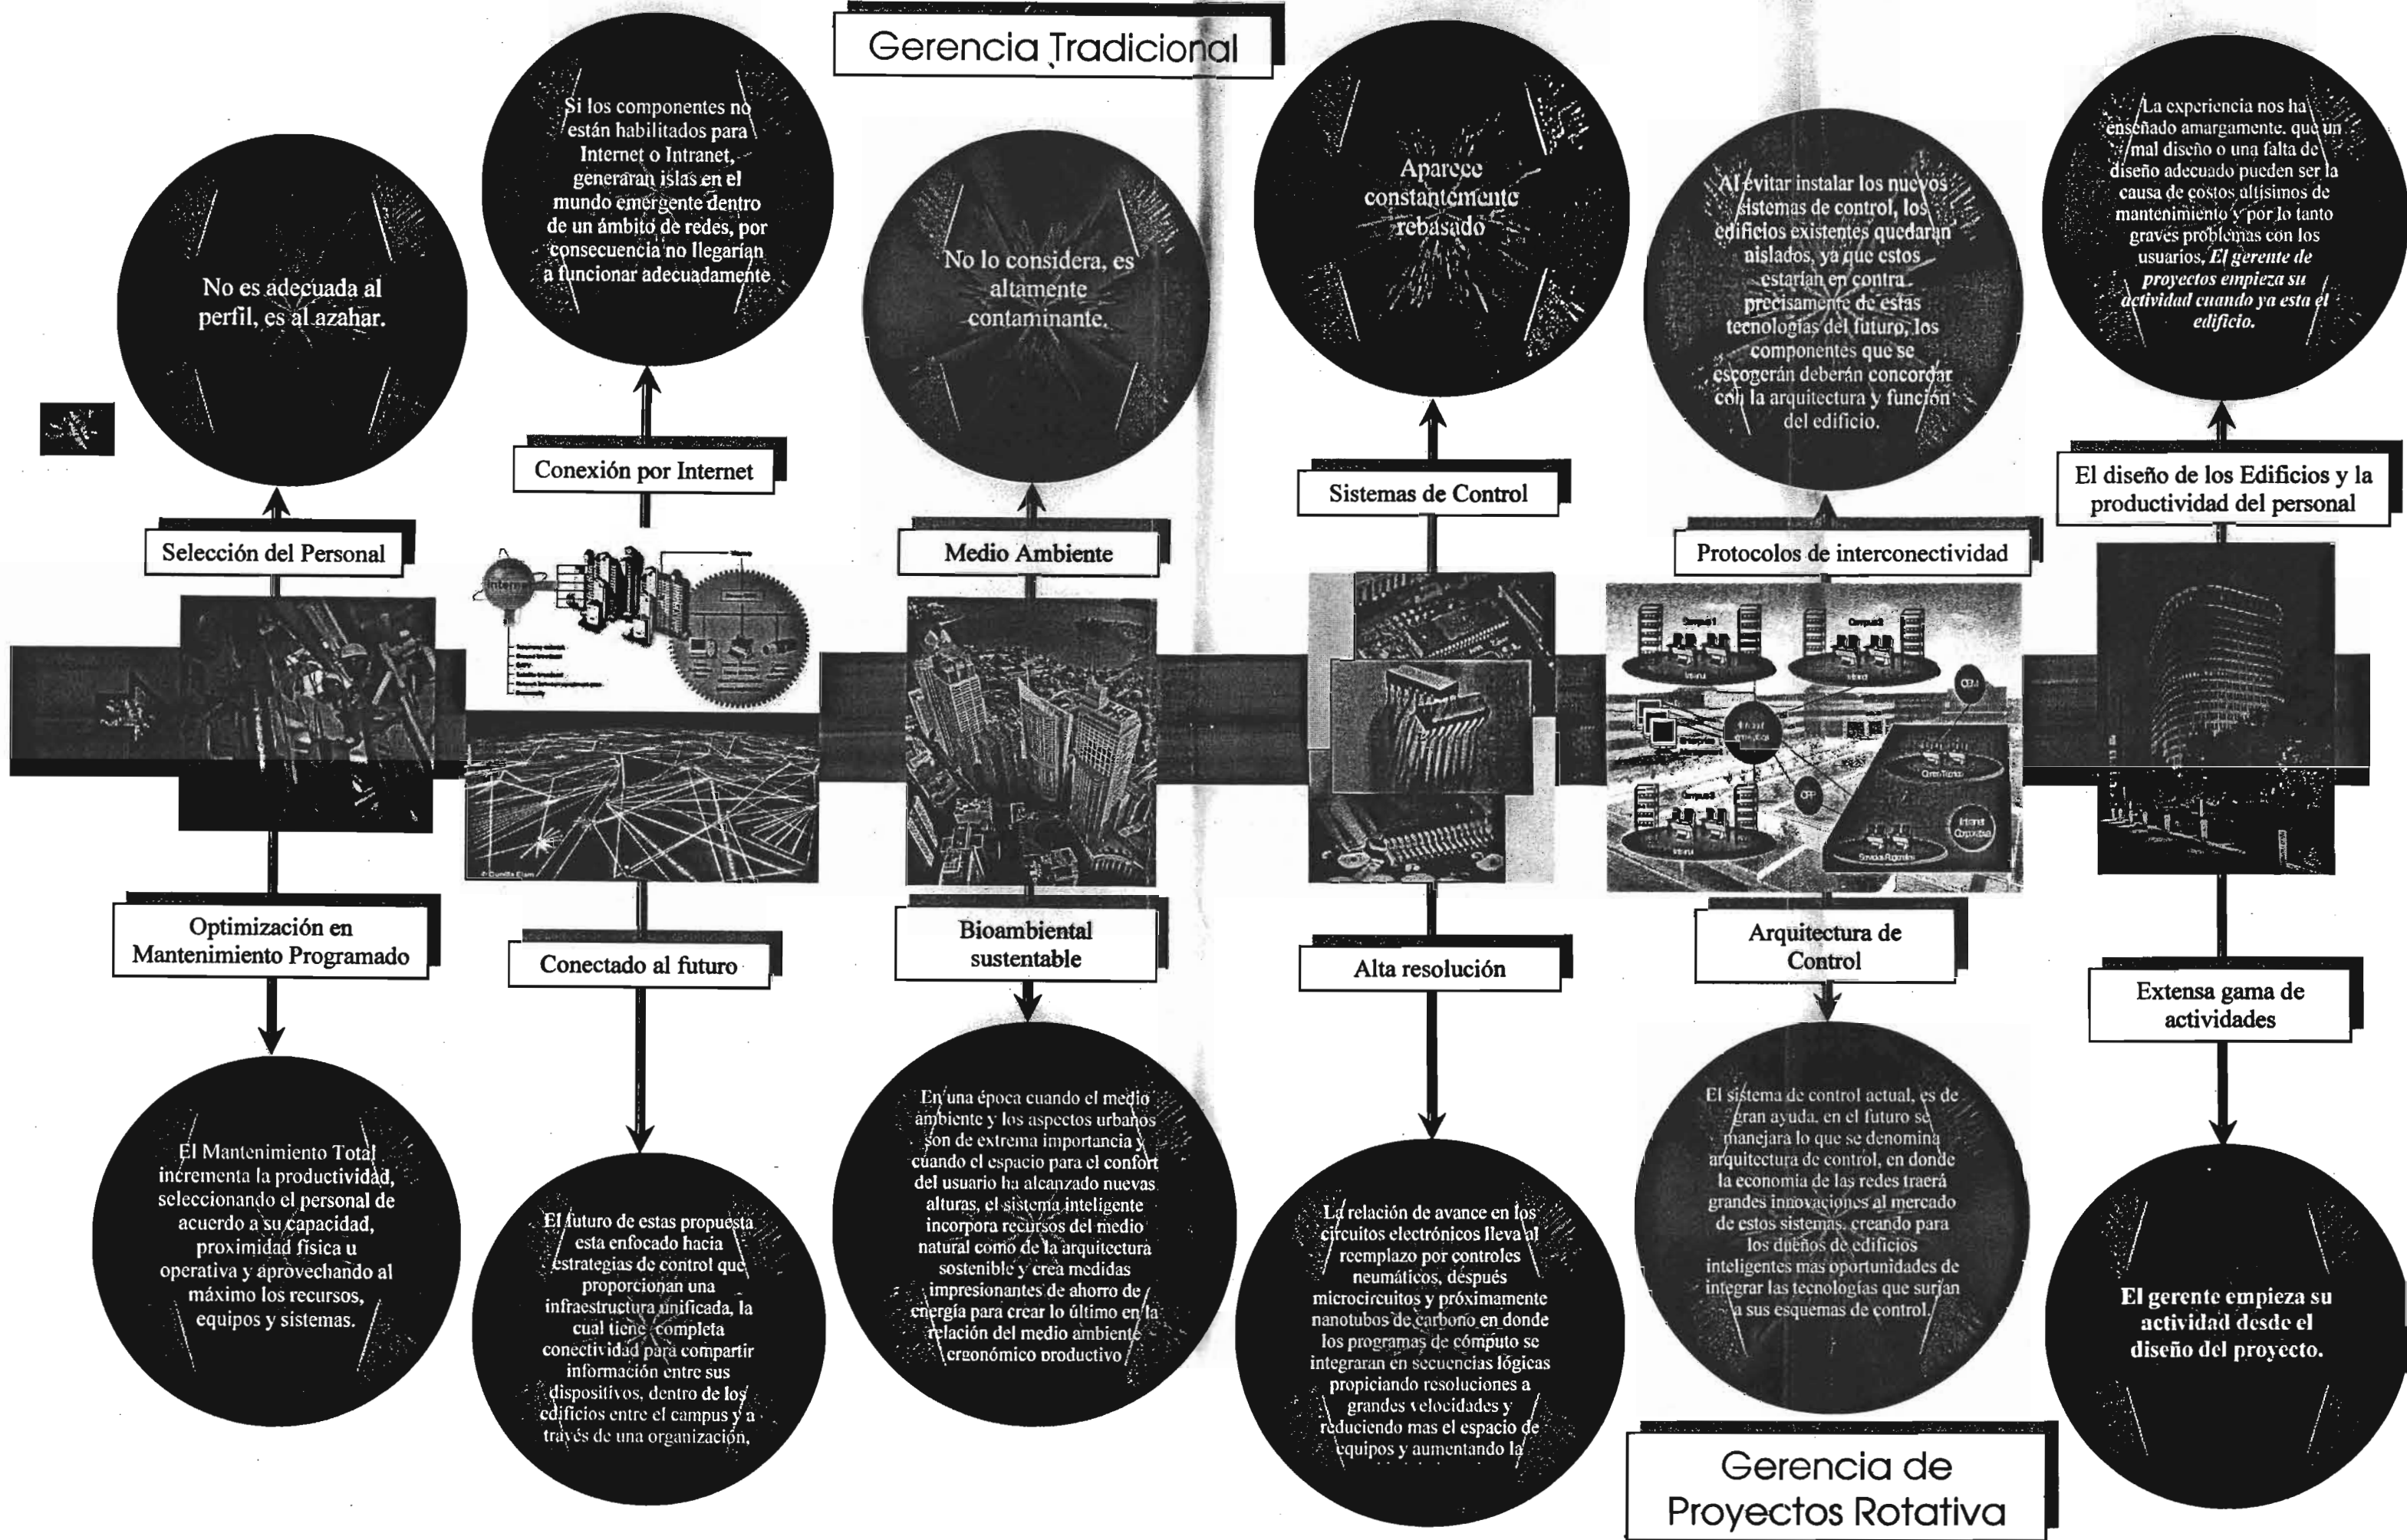 Gerencia Tradicional
No es adecuada al
perfil, es al azahar.
Selección del Personal
Optimización en
Mantenimiento Programado
El Mantenimiento Total
incrementa la productividad,
seleccionando el personal de
acuerdo a su capacidad,
proximidad física u
operativa y aprovechando al
máximo los recursos,
equipos y sistemas.
Si los componentes no
están habilitados para
Internet o Intranet,
generaran islas en el
mundo emergente dentro
de un ámbito de redes, por
consecuencia no llegarían
a funcionar adecuadamente
Conexión por Internet
Internet
Conectado al futuro
El futuro de estas propuesta
esta enfocado hacia
estrategias de control que
proporcionan una
infraestructura unificada, la
cual tiene completa
conectividad para compartir
información entre sus
dispositivos, dentro de los
edificios entre el campus y a
través de una organización,
No lo considera, es
altamente
contaminante.
Medio Ambiente
Bioambiental
sustentable
En una época cuando el medio
ambiente y los aspectos urbanos
son de extrema importancia y
cuando el espacio para el confort
del usuario ha alcanzado nuevas
alturas, el sistema inteligente
incorpora recursos del medio
natural como de la arquitectura
sostenible y crea medidas
impresionantes de ahorro de
energía para crear lo último en la
relación del medio ambiente
ergonómico productivo
Aparece
constantemente
rebasado
Sistemas de Control
Alta resolución
La relación de avance en los
circuitos electrónicos lleva al
reemplazo por controles
neumáticos, después
microcircuitos y próximamente
nanotubos de carbono en donde
los programas de cómputo se
integraran en secuencias lógicas
propiciando resoluciones a
grandes velocidades y
reduciendo mas el espacio de
equipos y aumentando la
Al evitar instalar los nuevos
sistemas de control, los
edificios existentes quedaran
aislados, ya que estos
estarían en contra
precisamente de estas
tecnologías del futuro, los
componentes que se
escogerán deberán concordar
con la arquitectura y función
del edificio.
Protocolos de interconectividad
Campus 1
Campus 2
Campus 3
Intranet
Corporativa
Arquitectura de
Control
El sistema de control actual, es de
gran ayuda. en el futuro se
manejara lo que se denomina
arquitectura de control, en donde
la economía de las redes traerá
grandes innovaciones al mercado
de estos sistemas. creando para
los dueños de edificios
inteligentes mas oportunidades de
integrar las tecnologías que surjan
a sus esquemas de control.
La experiencia nos ha
enseñado amargamente. que un
mal diseño o una falta de
diseño adecuado pueden ser la
causa de costos altísimos de
mantenimiento y por lo tanto
graves problemas con los
usuarios, El gerente de
proyectos empieza su
actividad cuando ya esta el
edificio.
El diseño de los Edificios y la
productividad del personal
Extensa gama de
actividades
El gerente empieza su
actividad desde el
diseño del proyecto.
Gerencia de
Proyectos Rotativa